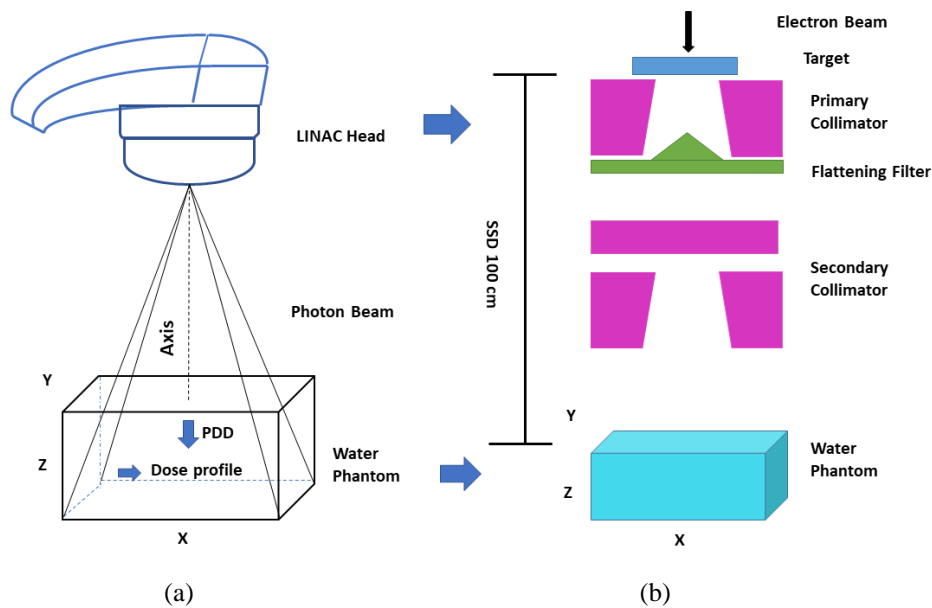 LINAC Head
Photon Beam
Axis
Y
PDD
Z
Dose profile
Water
Phantom
X
(a)
Electron Beam
Target
Primary
Collimator
Flattening Filter
SSD 100 cm
Secondary
Collimator
Y
Water
Phantom
Z
X
(b)